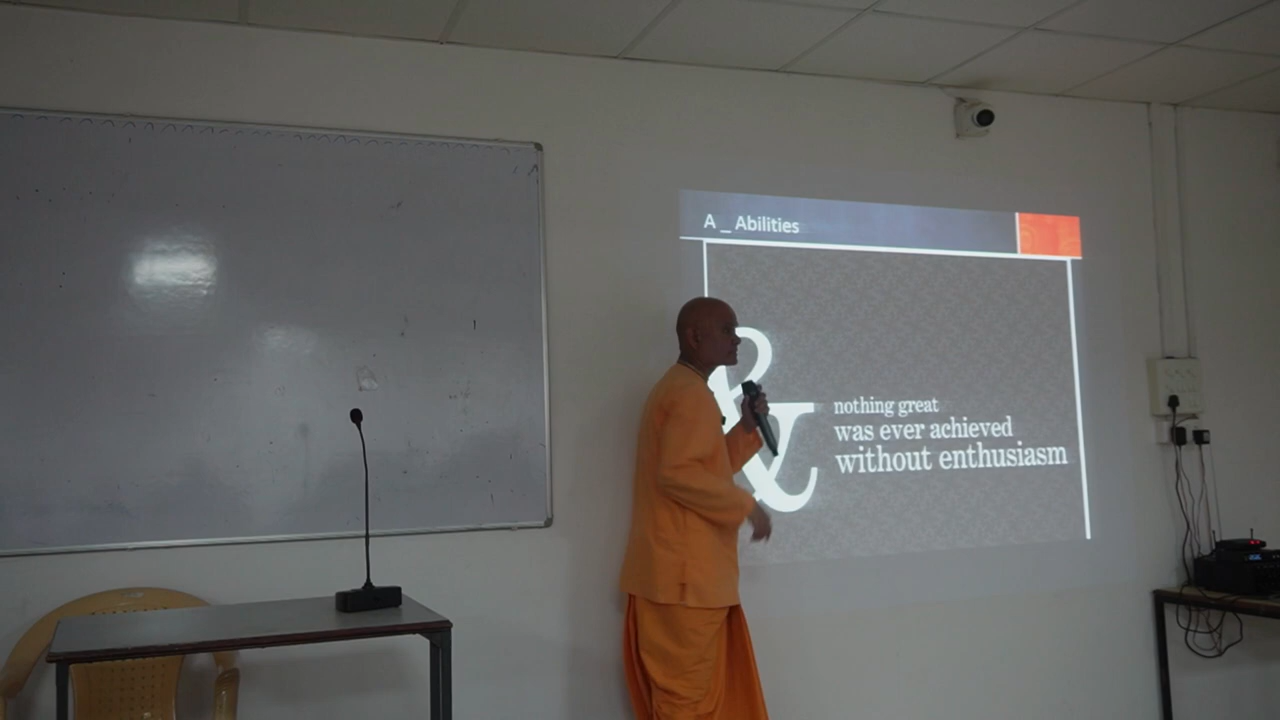 A _ Abilities
&
nothing great
was ever achieved
without enthusiasm